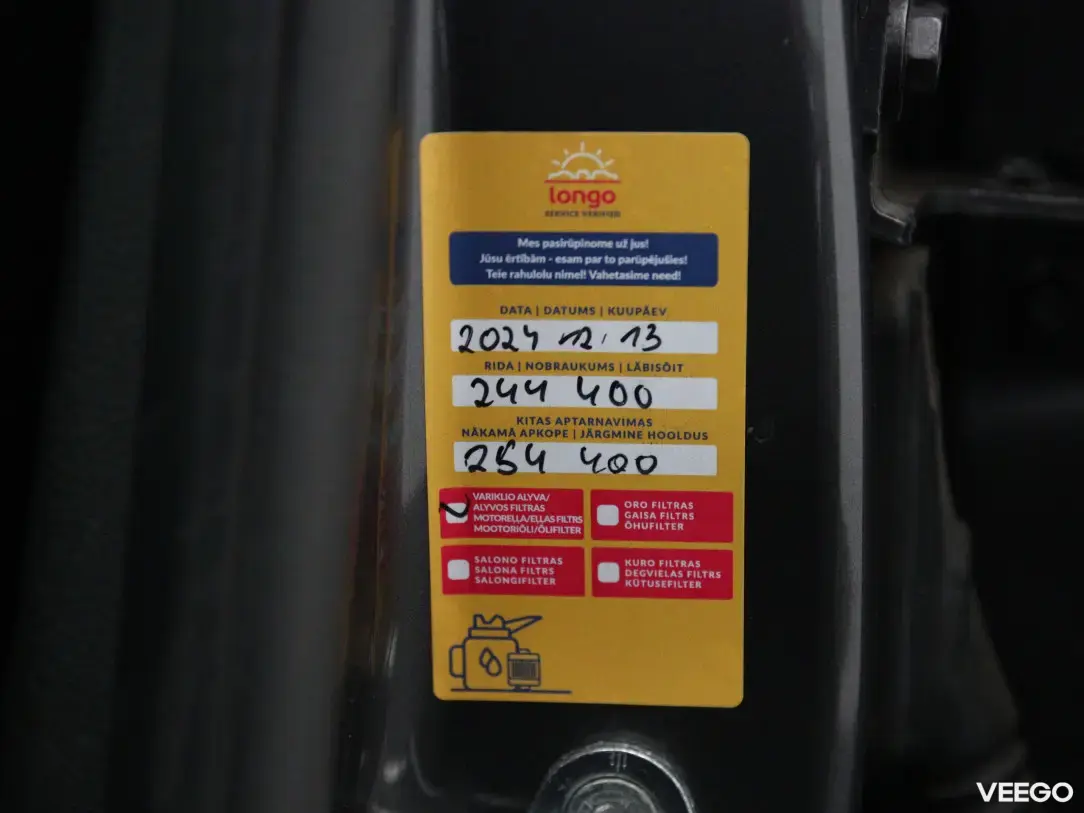 longo
SERVICE VERIFIED
Mes pasirūpinome už jus!
Jūsu ērtībām - esam par to parūpējušies!
Teie rahulolu nimel! Vahetasime need!
DATA | DATUMS | KUUPÄEV
2024 12. 13
RIDA | NOBRAUKUMS | LÄBISÕIT
244 400
KITAS APTARNAVIMAS
NĀKAMĀ APKOPE | JÄRGMINE HOOLDUS
254 400
VARIKLIO ALYVA/
ALYVOS FILTRAS
MOTOREĻĻA/EĻĻAS FILTRS
MOOTORIÕLI/ÕLIFILTER
ORO FILTRAS
GAISA FILTRS
ÕHUFILTER
SALONO FILTRAS
SALONA FILTRS
SALONGIFILTER
KURO FILTRAS
DEGVIELAS FILTRS
KÜTUSEFILTER
VEEGO